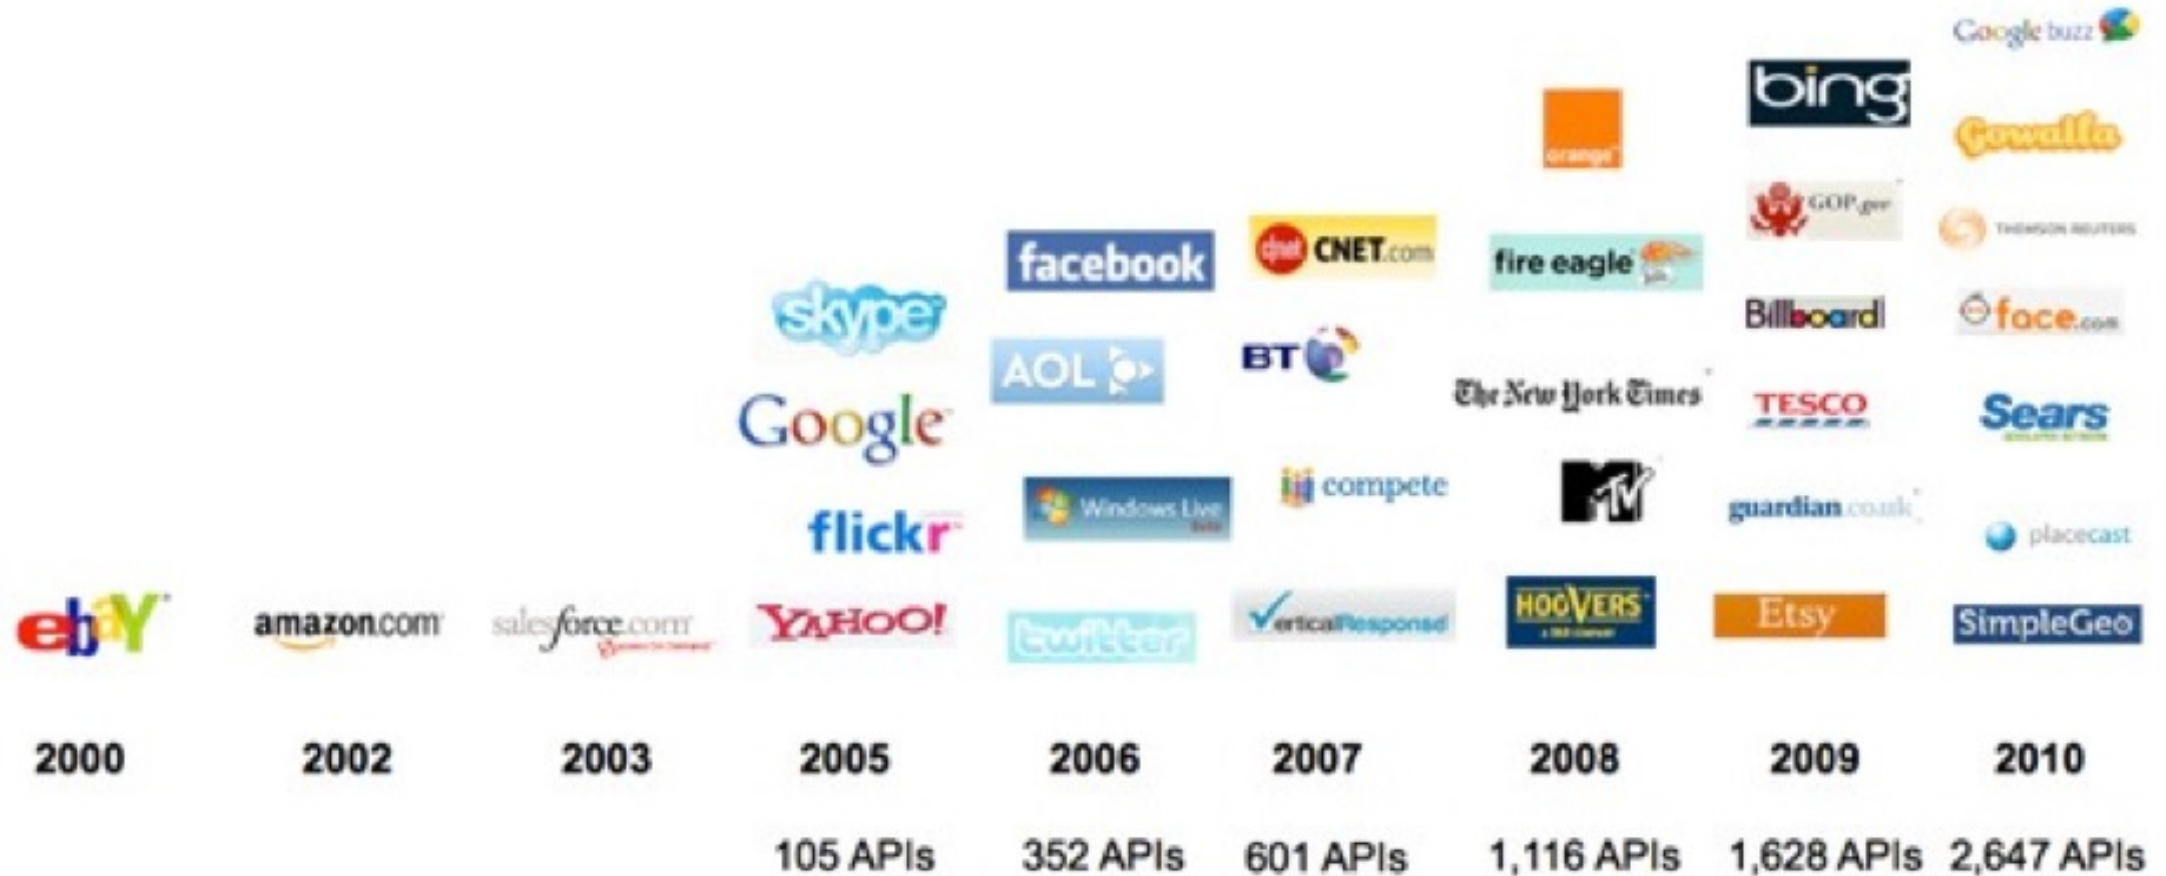 Google buzz
bing
orange
Gowalla
GOP.gov
THOMSON REUTERS
facebook
cnet CNET.com
fire eagle
skype
Billboard
face.com
AOL
BT
The New York Times
TESCO
Sears
Google
Windows Live
compete
MTV
guardian.co.uk
flickr
placecast
ebay
amazon.com
salesforce.com
YAHOO!
twitter
VerticalResponse
HOOVERS
Etsy
SimpleGeo
2000 2002 2003 2005 2006 2007 2008 2009 2010
105 APIs 352 APIs 601 APIs 1,116 APIs 1,628 APIs 2,647 APIs